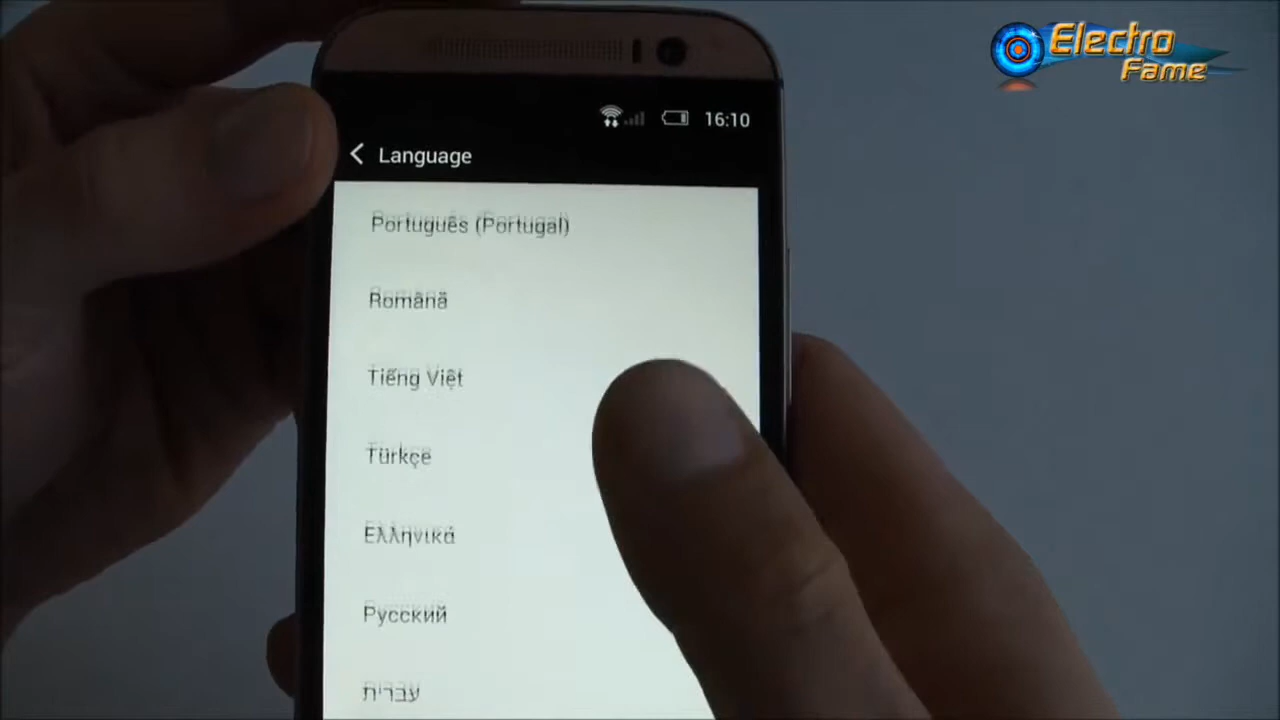 Electro
Fame
16:10
Language
Português (Portugal)
Română
Tiếng Việt
Türkçe
Ελληνικά
Русский
עברית